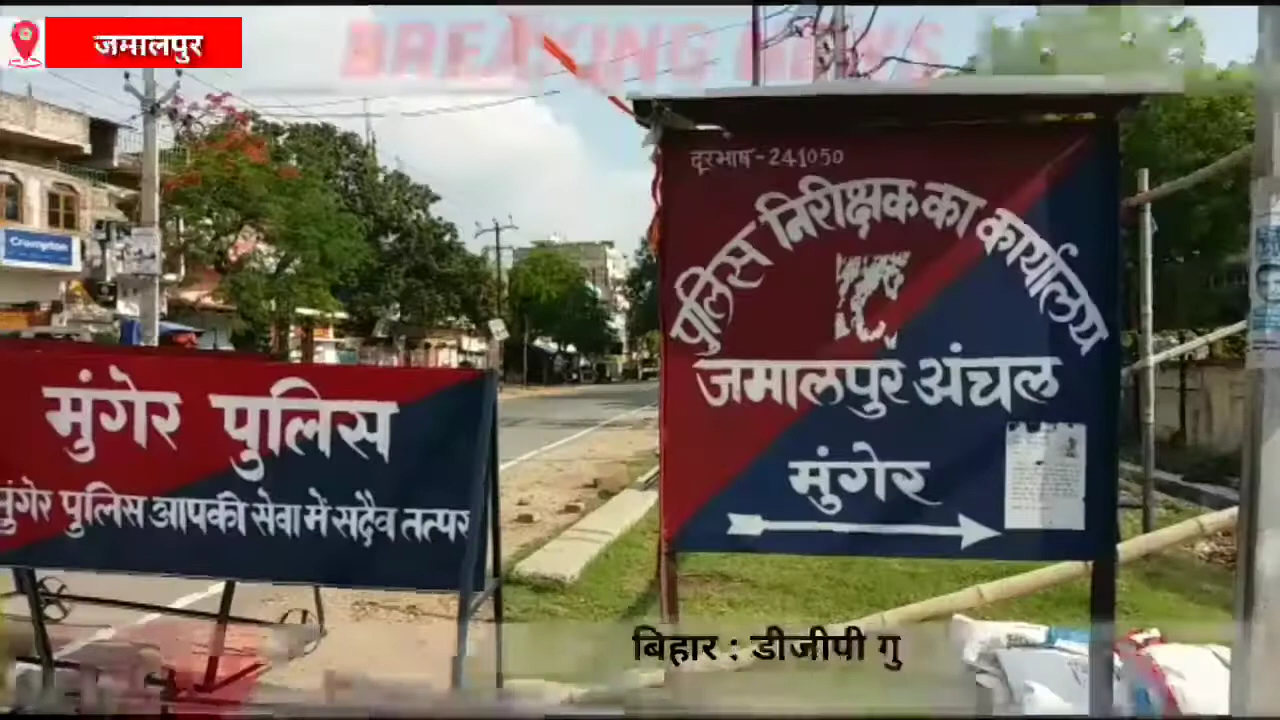 जमालपुर
BREAKING NEWS
दूरभाष-241050
पुलिस निरीक्षक का कार्यालय
जमालपुर अंचल
मुंगेर
Crompton
मुंगेर पुलिस
मुंगेर पुलिस आपकी सेवा में सदैव तत्पर
बिहार : डीजीपी गु